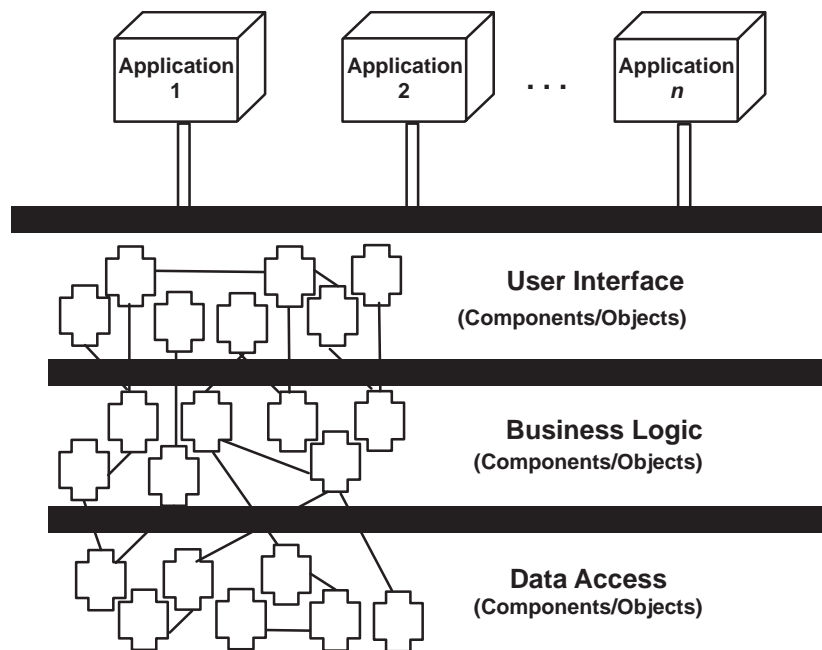 Application
1
Application
2
. . .
Application
n
User Interface
(Components/Objects)
Business Logic
(Components/Objects)
Data Access
(Components/Objects)